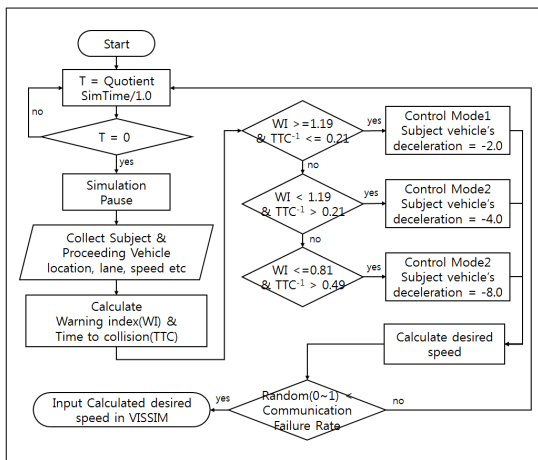 Start
T = Quotient
SimTime/1.0
no
T = 0
yes
Simulation
Pause
Collect Subject &
Proceeding Vehicle
location, lane, speed etc
Calculate
Warning index(WI) &
Time to collision(TTC)
WI >=1.19
& TTC⁻¹ <= 0.21
yes
Control Mode1
Subject vehicle's
deceleration = -2.0
no
WI < 1.19
& TTC⁻¹ > 0.21
yes
Control Mode2
Subject vehicle's
deceleration = -4.0
no
WI <=0.81
& TTC⁻¹ > 0.49
yes
Control Mode2
Subject vehicle's
deceleration = -8.0
Calculate desired
speed
Random(0~1) <
Communication
Failure Rate
no
yes
Input Calculated desired
speed in VISSIM